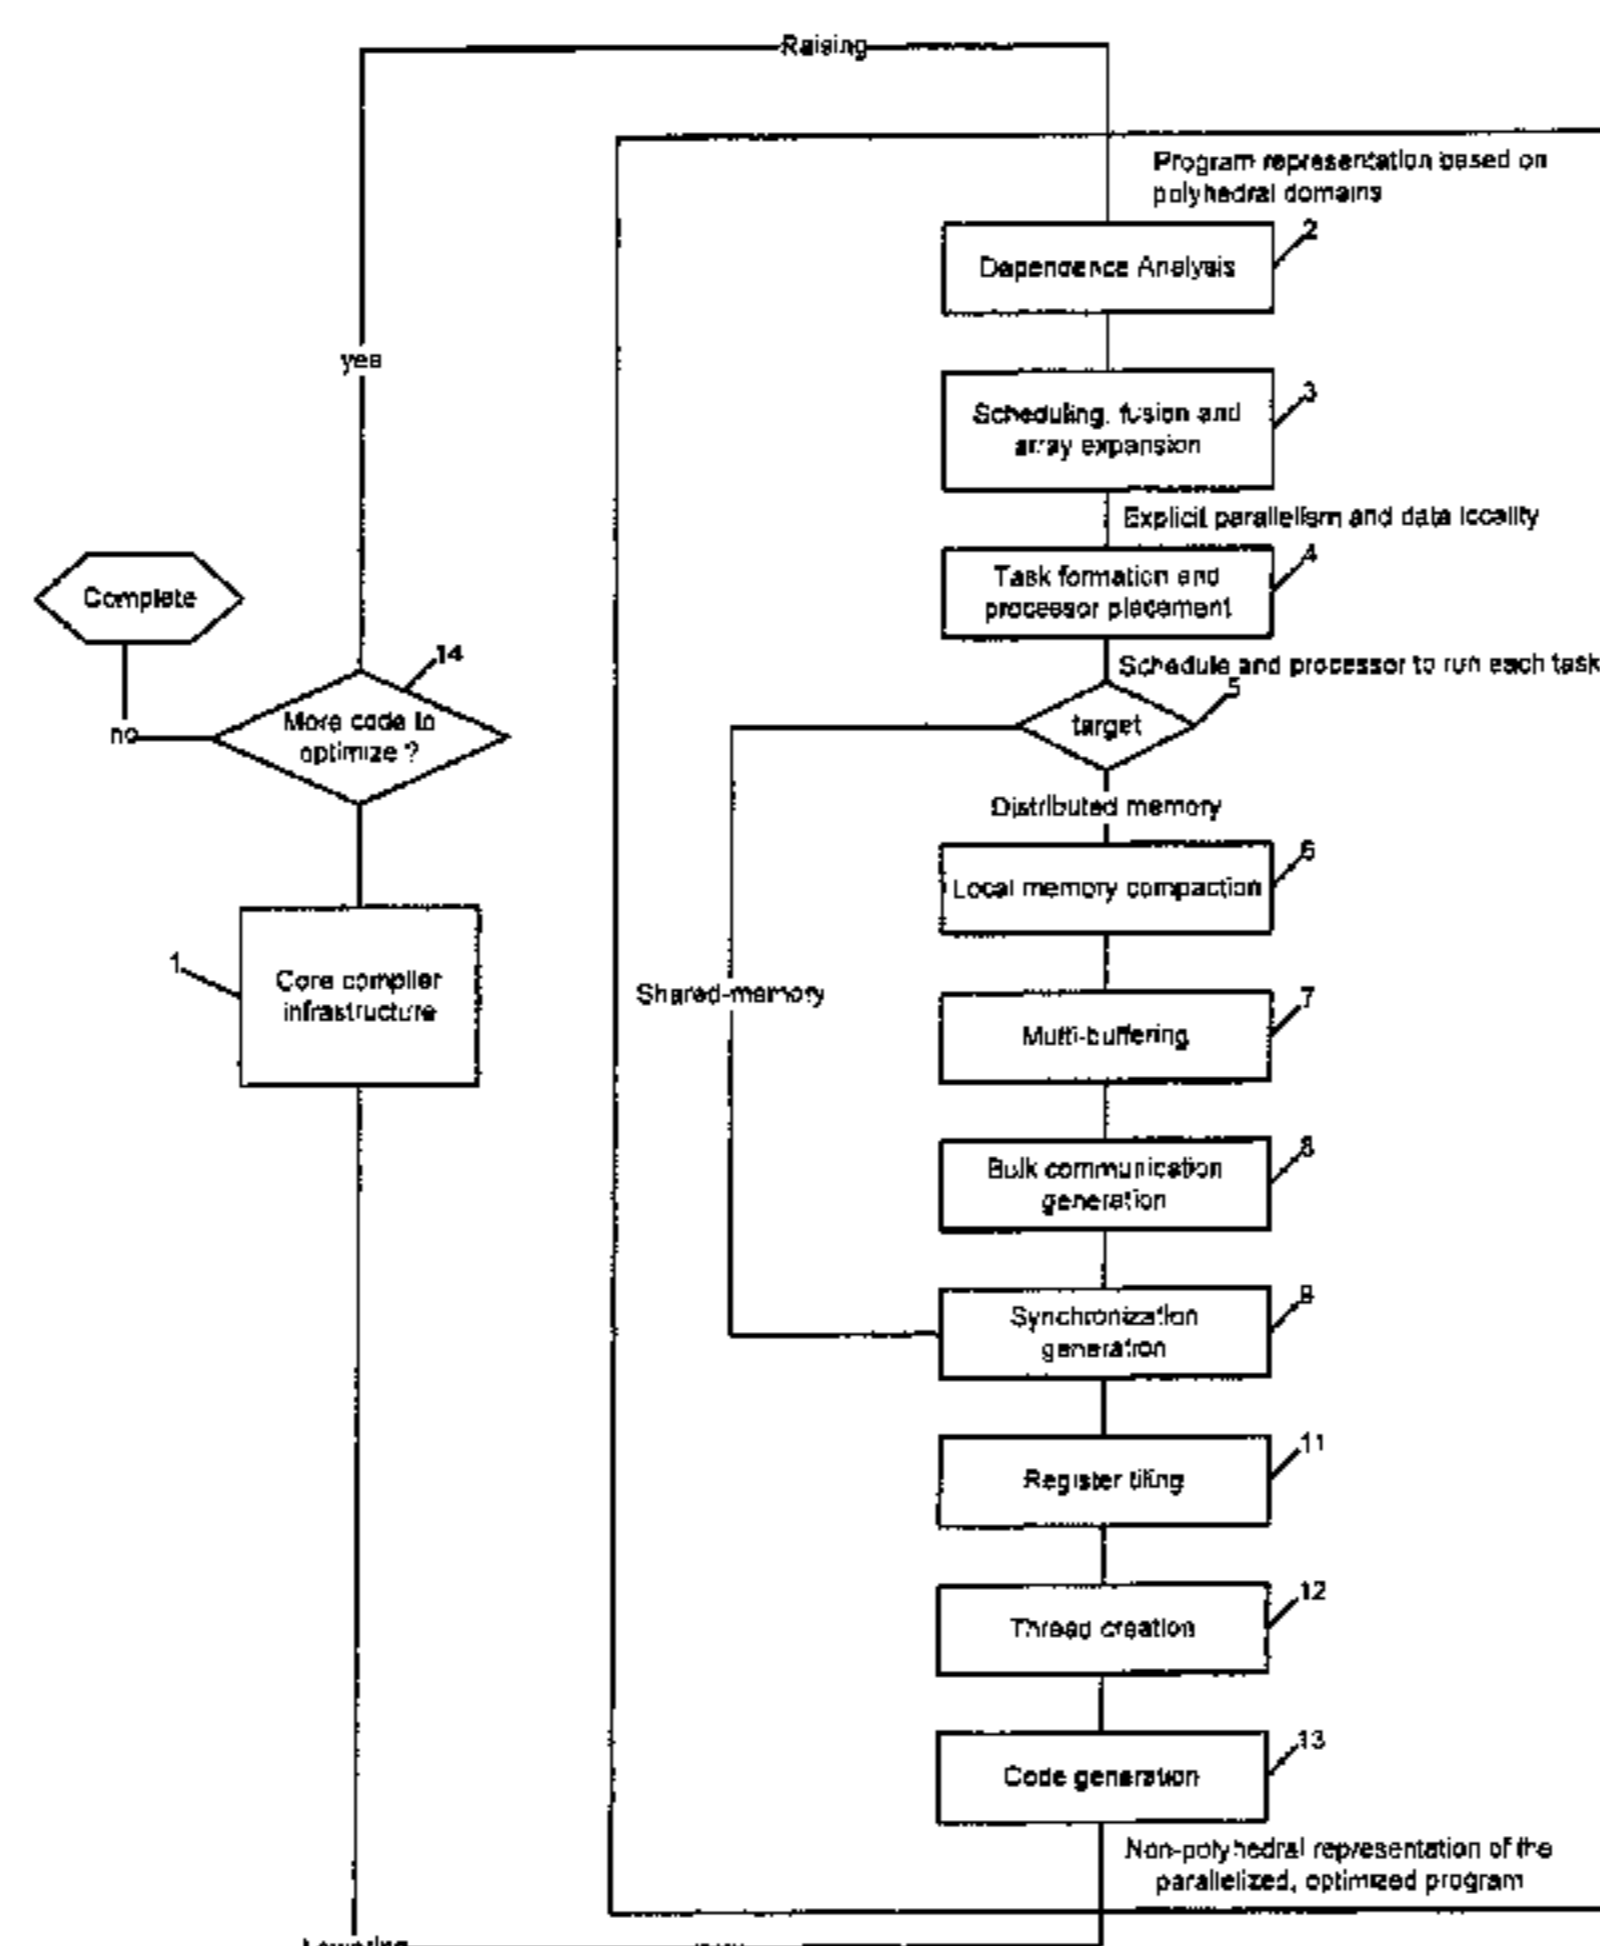 Raising
Program representation based on
polyhedral domains
2
Dependence Analysis
yes
3
Scheduling, fusion and
array expansion
Explicit parallelism and data locality
4
Task formation and
processor placement
Complete
14
Schedule and processor to run each task
5
More code to
optimize ?
no
target
Distributed memory
6
Local memory compaction
1
Core compiler
infrastructure
Shared-memory
7
Multi-buffering
8
Bulk communication
generation
9
Synchronization
generation
11
Register tiling
12
Thread creation
13
Code generation
Non-polyhedral representation of the
parallelized, optimized program
Lowering